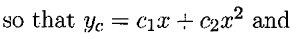 so that y_c = c_1x + c_2x^2 and